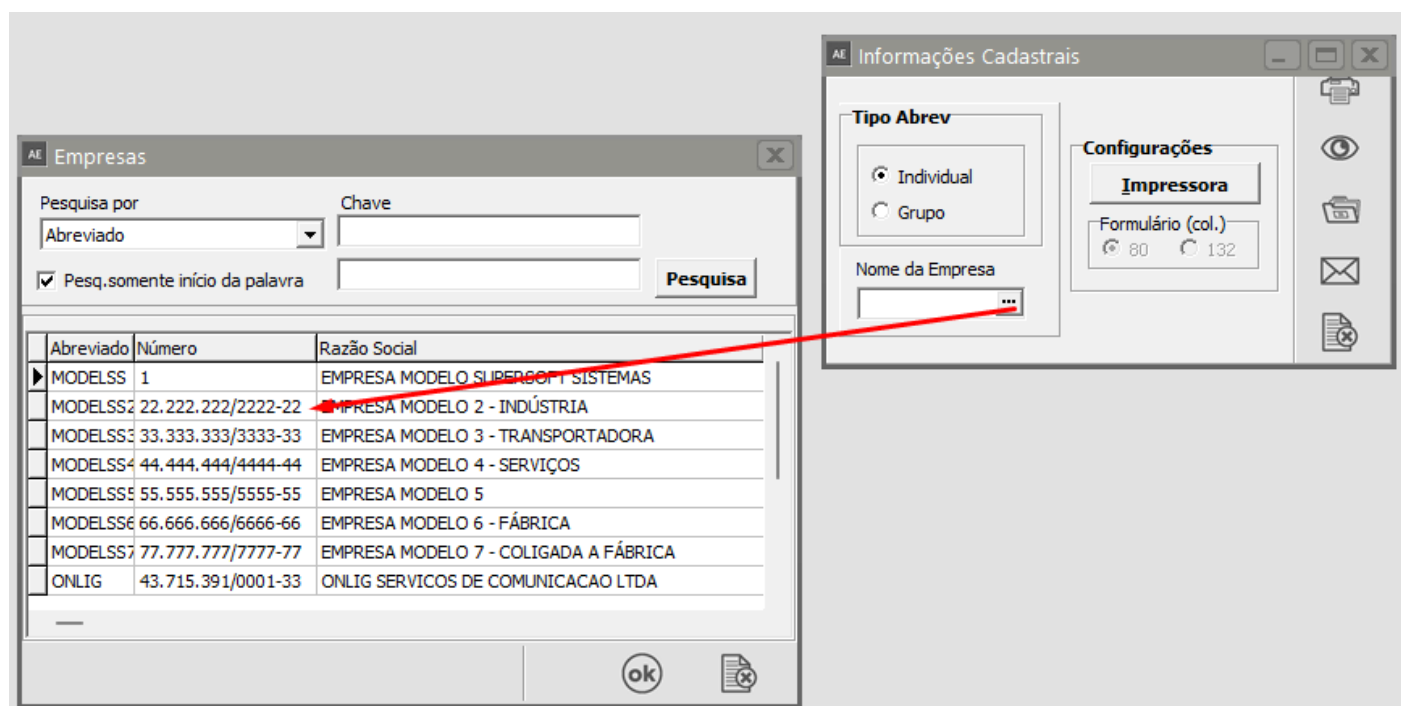 AE Informações Cadastrais
Tipo Abrev
Individual
Grupo
Nome da Empresa
...
Configurações
Impressora
Formulário (col.)
80 132
AE Empresas
Pesquisa por Chave
Abreviado
Pesq.somente início da palavra Pesquisa
Abreviado Número Razão Social
MODELSS 1 EMPRESA MODELO SUPERSOFT SISTEMAS
MODELSS2 22.222.222/2222-22 EMPRESA MODELO 2 - INDÚSTRIA
MODELSS3 33.333.333/3333-33 EMPRESA MODELO 3 - TRANSPORTADORA
MODELSS4 44.444.444/4444-44 EMPRESA MODELO 4 - SERVIÇOS
MODELSS5 55.555.555/5555-55 EMPRESA MODELO 5
MODELSS6 66.666.666/6666-66 EMPRESA MODELO 6 - FÁBRICA
MODELSS7 77.777.777/7777-77 EMPRESA MODELO 7 - COLIGADA A FÁBRICA
ONLIG 43.715.391/0001-33 ONLIG SERVICOS DE COMUNICACAO LTDA
ok